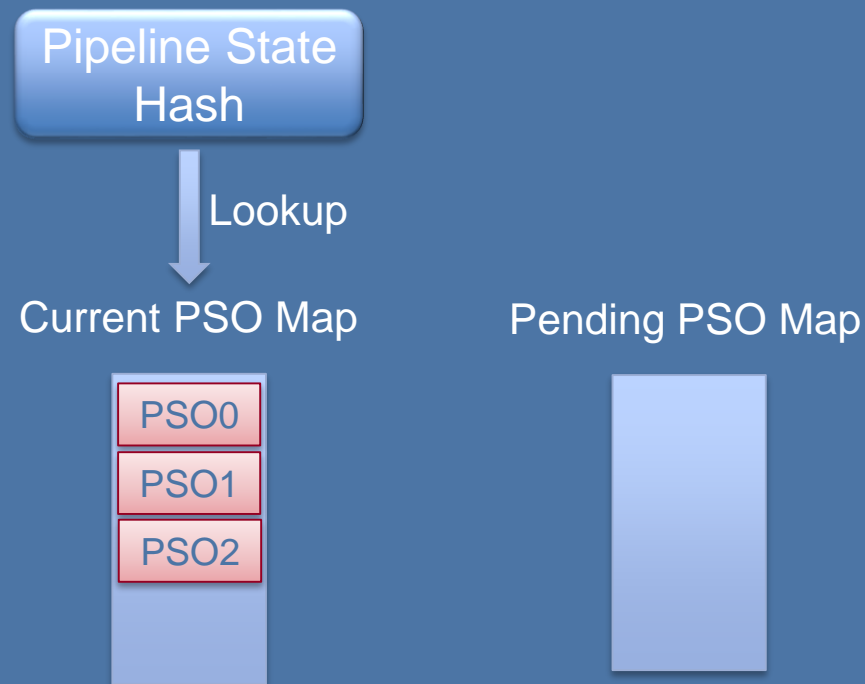 Pipeline State
Hash
Lookup
Current PSO Map
Pending PSO Map
PSO0
PSO1
PSO2